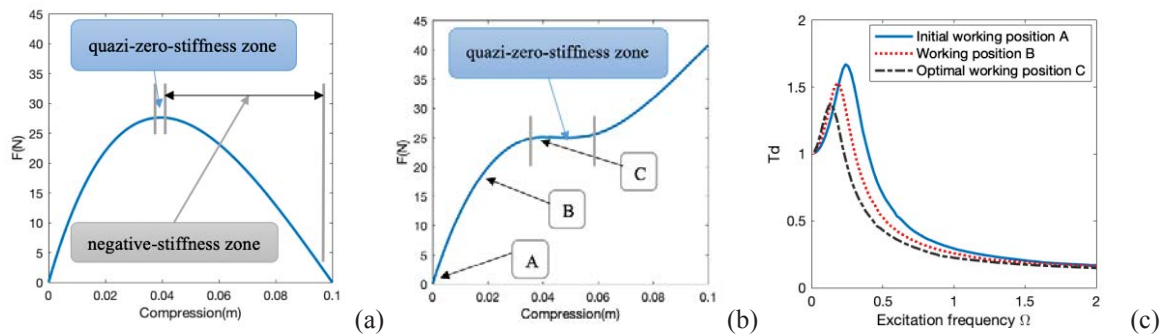 45
40
35
30
25
20
15
10
5
0
F(N)
quazi-zero-stiffness zone
negative-stiffness zone
0 0.02 0.04 0.06 0.08 0.1
Compression(m)
(a)
45
40
35
30
25
20
15
10
5
0
F(N)
quazi-zero-stiffness zone
C
B
A
0 0.02 0.04 0.06 0.08 0.1
Compression(m)
(b)
2
1.5
1
0.5
0
Td
Initial working position A
Working position B
Optimal working position C
0 0.5 1 1.5 2
Excitation frequency Ω
(c)